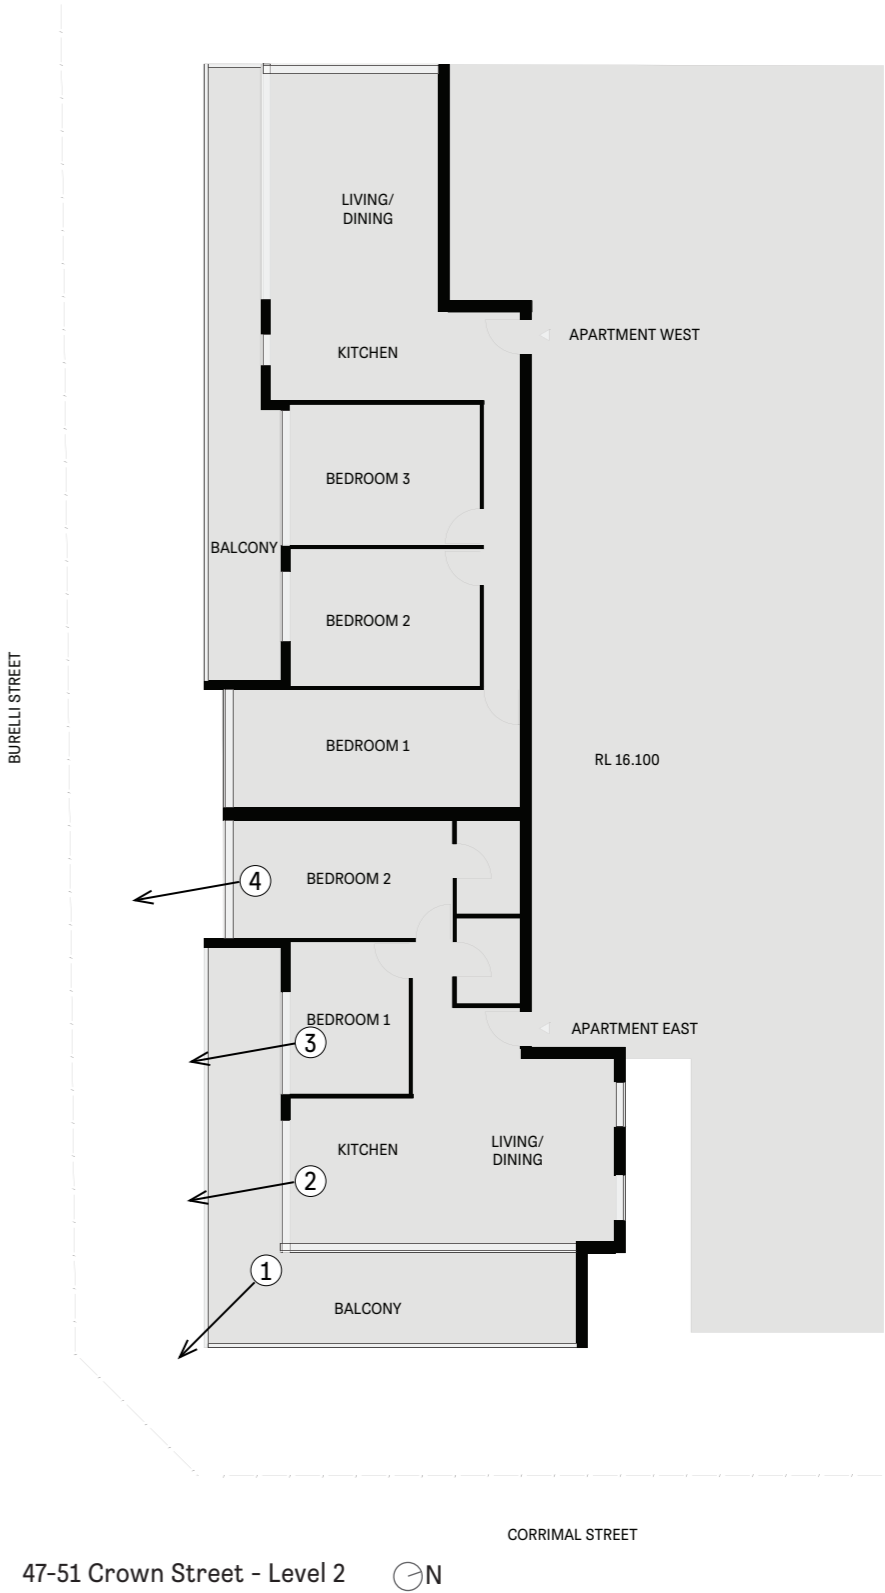 LIVING/
DINING
APARTMENT WEST
KITCHEN
BEDROOM 3
BALCONY
BEDROOM 2
BURELLI STREET
BEDROOM 1
RL 16.100
4
BEDROOM 2
BEDROOM 1
APARTMENT EAST
3
LIVING/
DINING
KITCHEN
2
1
BALCONY
CORRIMAL STREET
47-51 Crown Street - Level 2
N